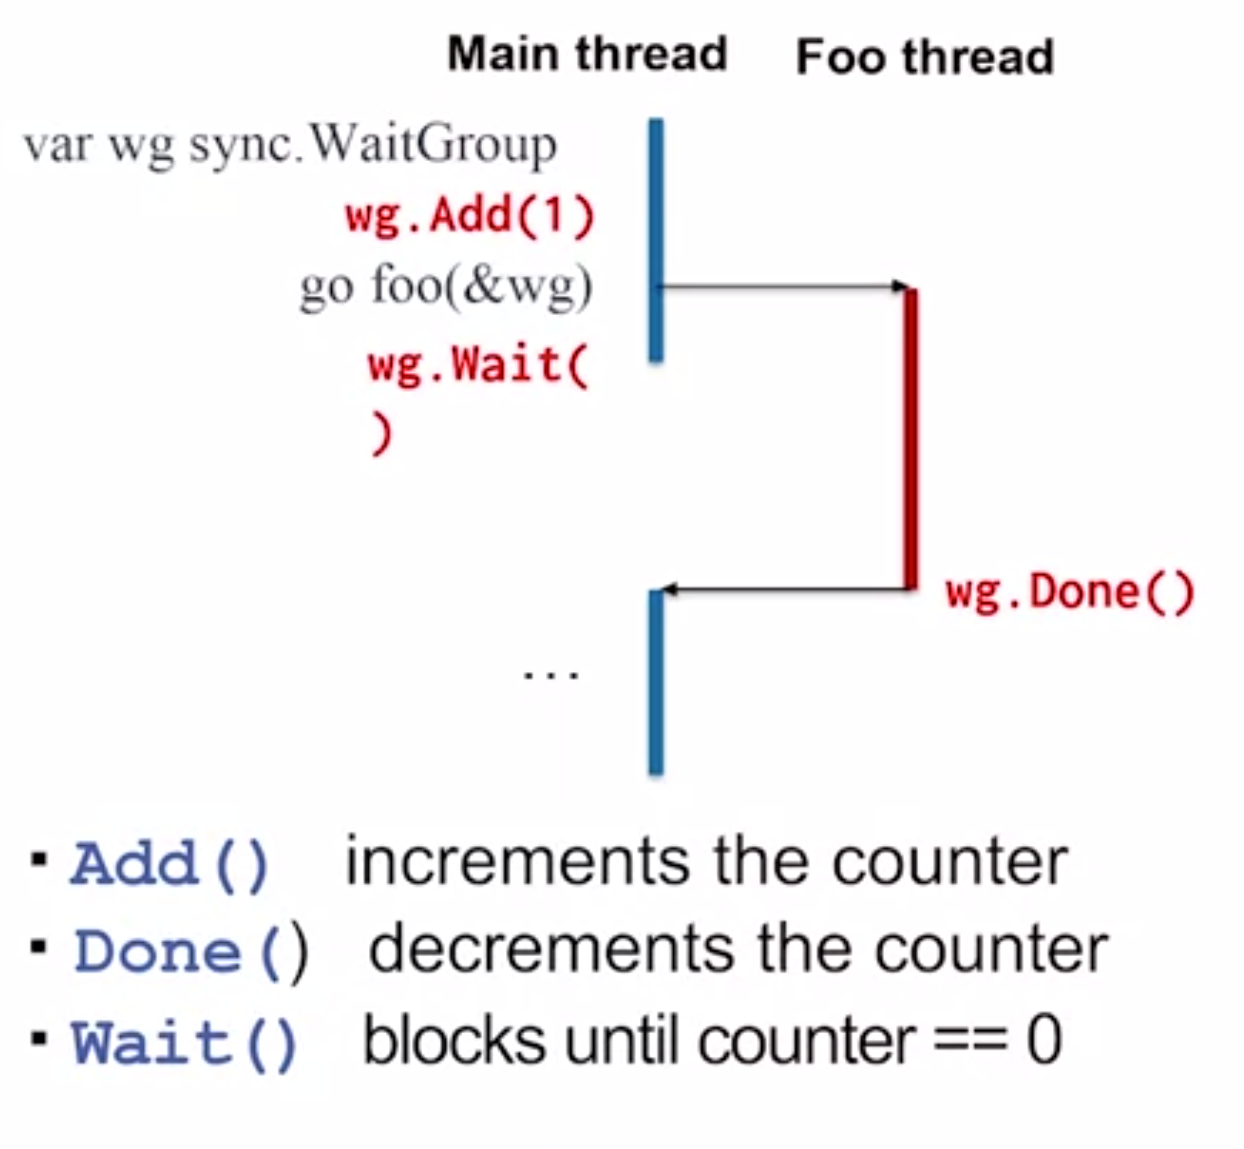 Main thread Foo thread
var wg sync.WaitGroup
wg.Add(1)
go foo(&wg)
wg.Wait(
)
wg.Done()
...
▪ Add() increments the counter
▪ Done() decrements the counter
▪ Wait() blocks until counter == 0